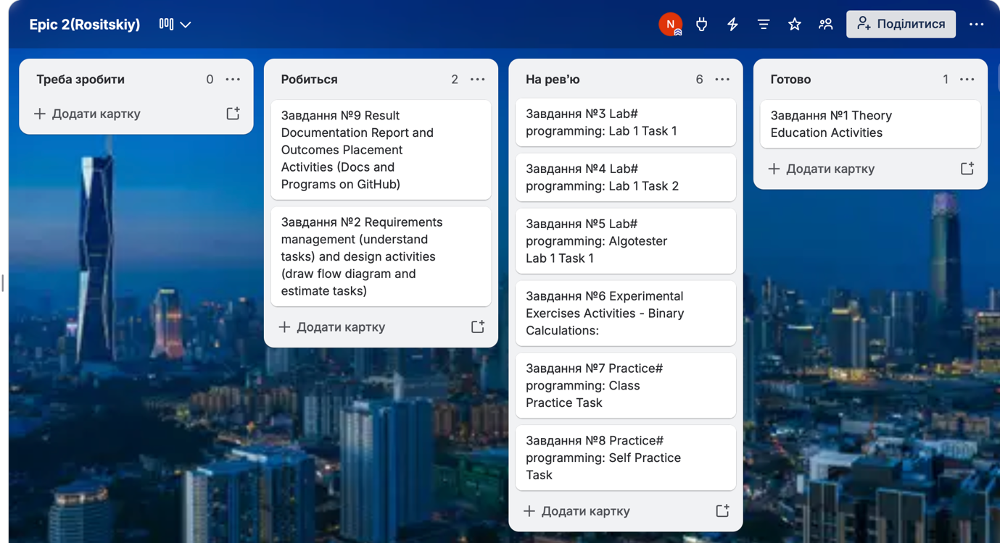 Epic 2(Rositskiy)
N
Поділитися
Треба зробити 0
Додати картку
Робиться 2
Завдання №9 Result
Documentation Report and
Outcomes Placement
Activities (Docs and
Programs on GitHub)
Завдання №2 Requirements
management (understand
tasks) and design activities
(draw flow diagram and
estimate tasks)
Додати картку
На рев’ю 6
Завдання №3 Lab#
programming: Lab 1 Task 1
Завдання №4 Lab#
programming: Lab 1 Task 2
Завдання №5 Lab#
programming: Algotester
Lab 1 Task 1
Завдання №6 Experimental
Exercises Activities - Binary
Calculations:
Завдання №7 Practice#
programming: Class
Practice Task
Завдання №8 Practice#
programming: Self Practice
Task
Додати картку
Готово 1
Завдання №1 Theory
Education Activities
Додати картку